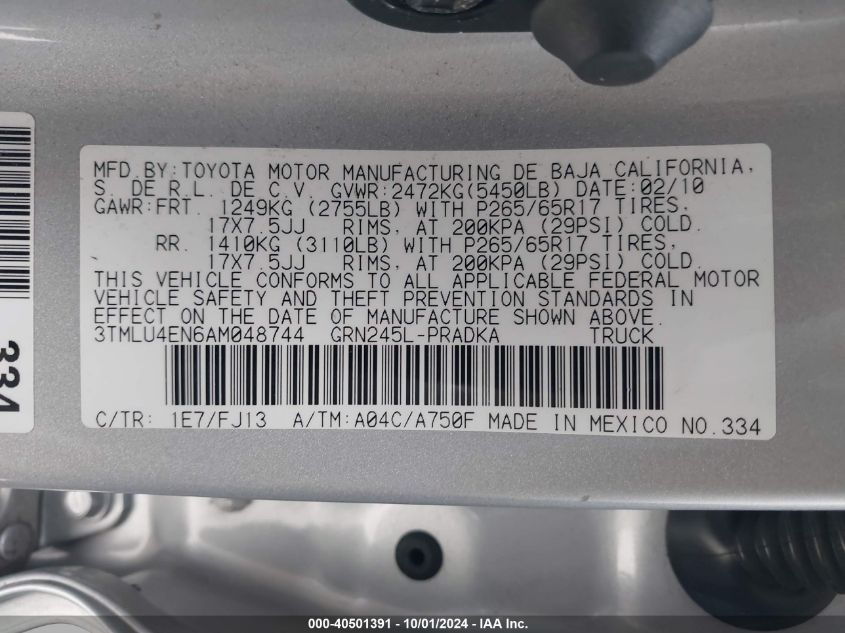 MFD.BY:TOYOTA MOTOR MANUFACTURING DE BAJA CALIFORNIA,
S. DE R.L. DE C.V. GVWR:2472KG(5450LB) DATE:02/10
GAWR:FRT. 1249KG (2755LB) WITH P265/65R17 TIRES,
17X7.5JJ RIMS, AT 200KPA (29PSI) COLD.
RR. 1410KG (3110LB) WITH P265/65R17 TIRES,
17X7.5JJ RIMS, AT 200KPA (29PSI) COLD.
THIS VEHICLE CONFORMS TO ALL APPLICABLE FEDERAL MOTOR
VEHICLE SAFETY AND THEFT PREVENTION STANDARDS IN
EFFECT ON THE DATE OF MANUFACTURE SHOWN ABOVE.
3TMLU4EN6AM048744 GRN245L-PRADKA TRUCK
C/TR: 1E7/FJ13 A/TM:A04C/A750F MADE IN MEXICO NO.334
334
000-40501391 - 10/01/2024 - IAA Inc.